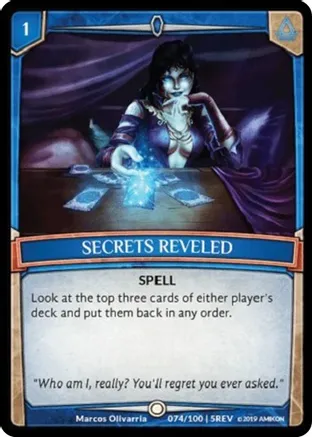 1
SECRETS REVELED
SPELL
Look at the top three cards of either player's
deck and put them back in any order.
"Who am I, really? You'll regret you ever asked."
Marcos Olivarria 074/100 | 5REV ©2019 AMIKON